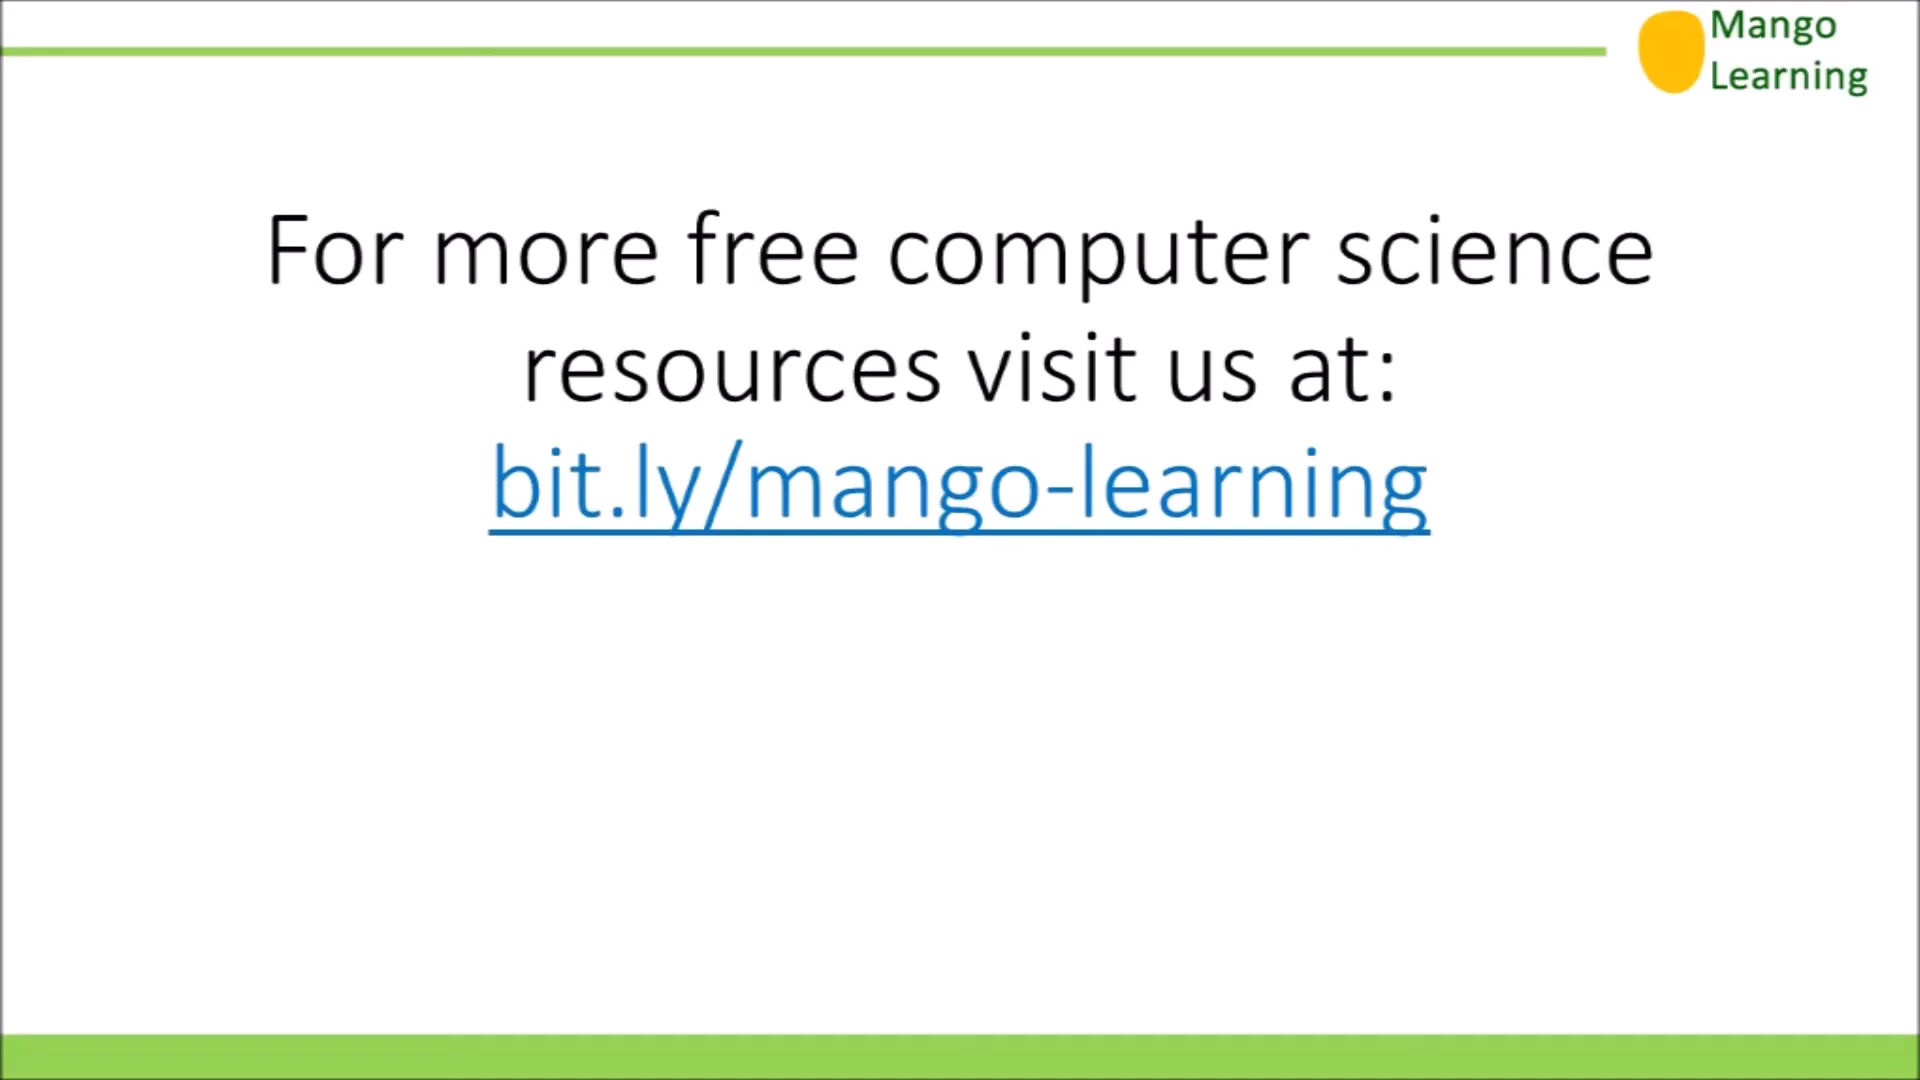 Mango
Learning
For more free computer science
resources visit us at:
bit.ly/mango-learning